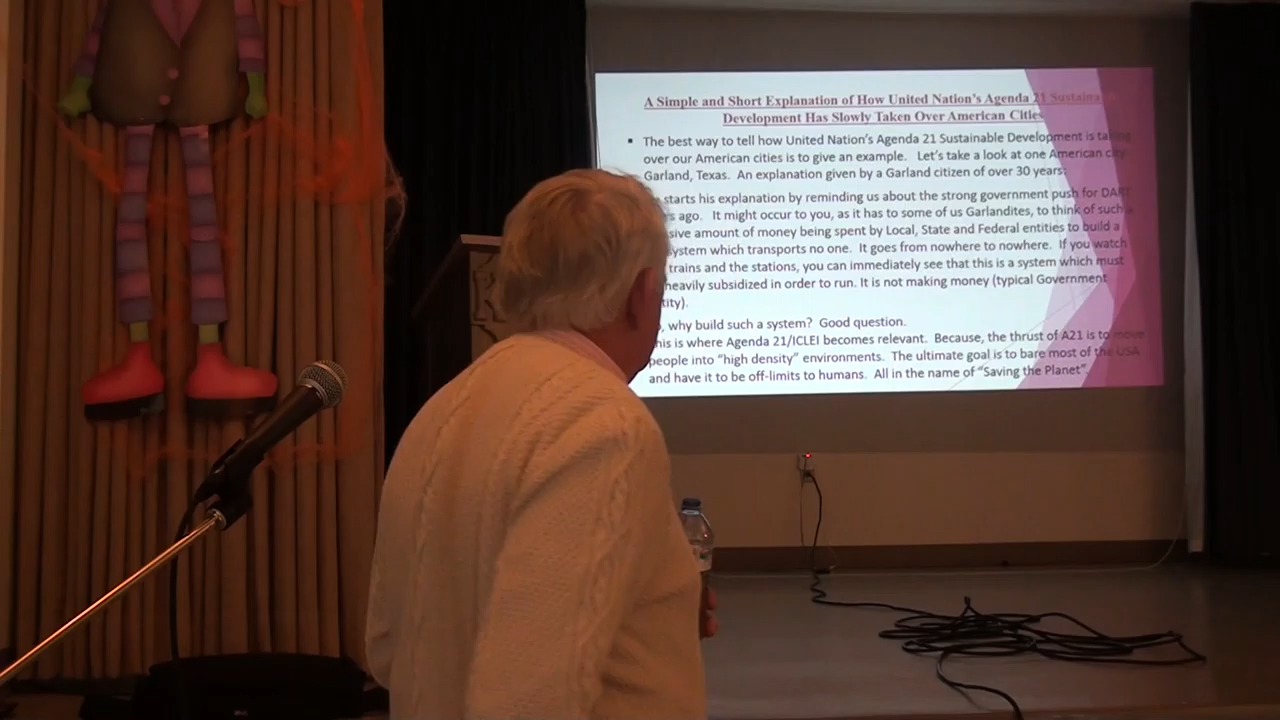 A Simple and Short Explanation of How United Nation's Agenda 21 Sustaina
Development Has Slowly Taken Over American Cities
▪ The best way to tell how United Nation's Agenda 21 Sustainable Development is taking
over our American cities is to give an example. Let's take a look at one American city
Garland, Texas. An explanation given by a Garland citizen of over 30 years:
starts his explanation by reminding us about the strong government push for DART
s ago. It might occur to you, as it has to some of us Garlandites, to think of such a
sive amount of money being spent by Local, State and Federal entities to build a
ystem which transports no one. It goes from nowhere to nowhere. If you watch
trains and the stations, you can immediately see that this is a system which must
heavily subsidized in order to run. It is not making money (typical Government
tity).
, why build such a system? Good question.
his is where Agenda 21/ICLEI becomes relevant. Because, the thrust of A21 is to move
people into "high density" environments. The ultimate goal is to bare most of the USA
and have it to be off-limits to humans. All in the name of "Saving the Planet".